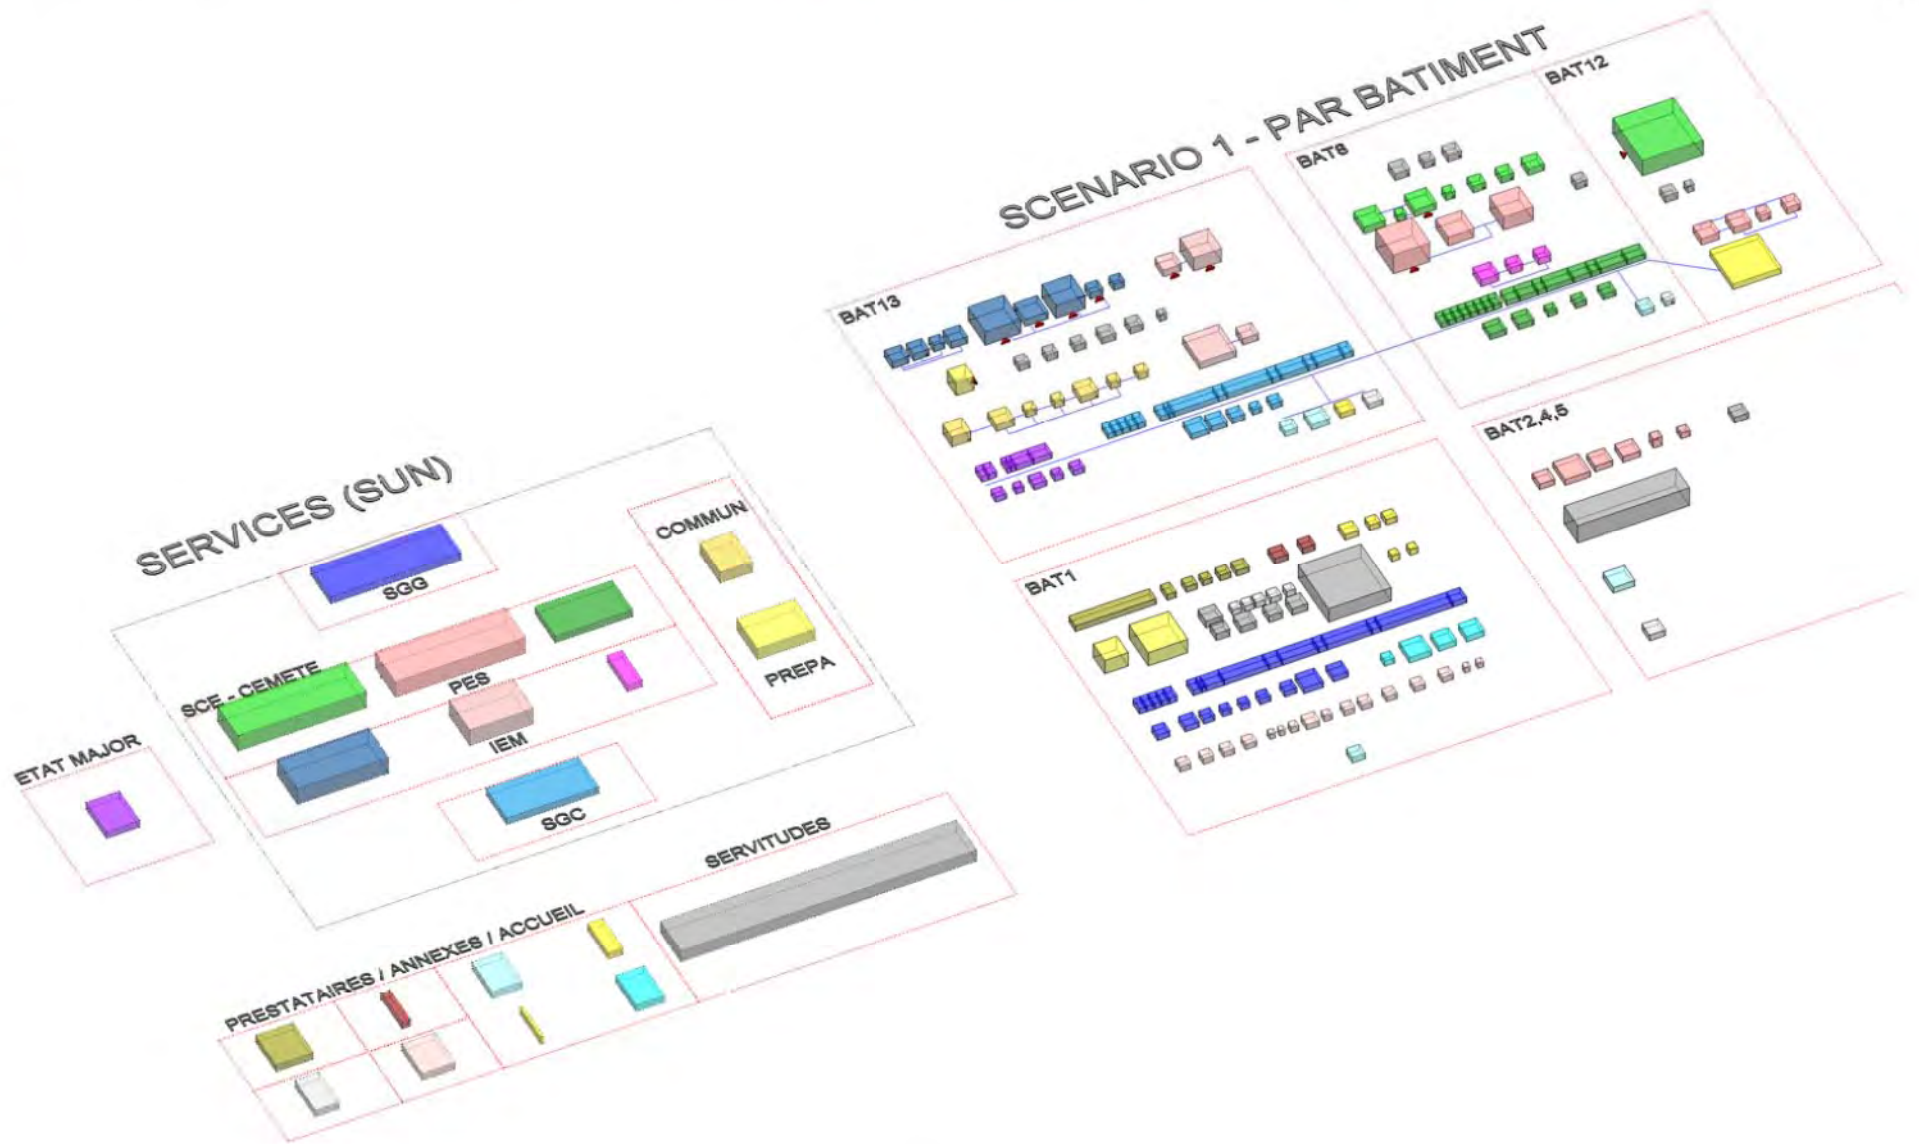 SERVICES (SUN)
SGG
COMMUN
PREPA
SCE - CEMETE
PES
IEM
SGC
ETAT MAJOR
PRESTATAIRES / ANNEXES / ACCUEIL
SERVITUDES
SCENARIO 1 - PAR BATIMENT
BAT13
BAT8
BAT12
BAT1
BAT2,4,5